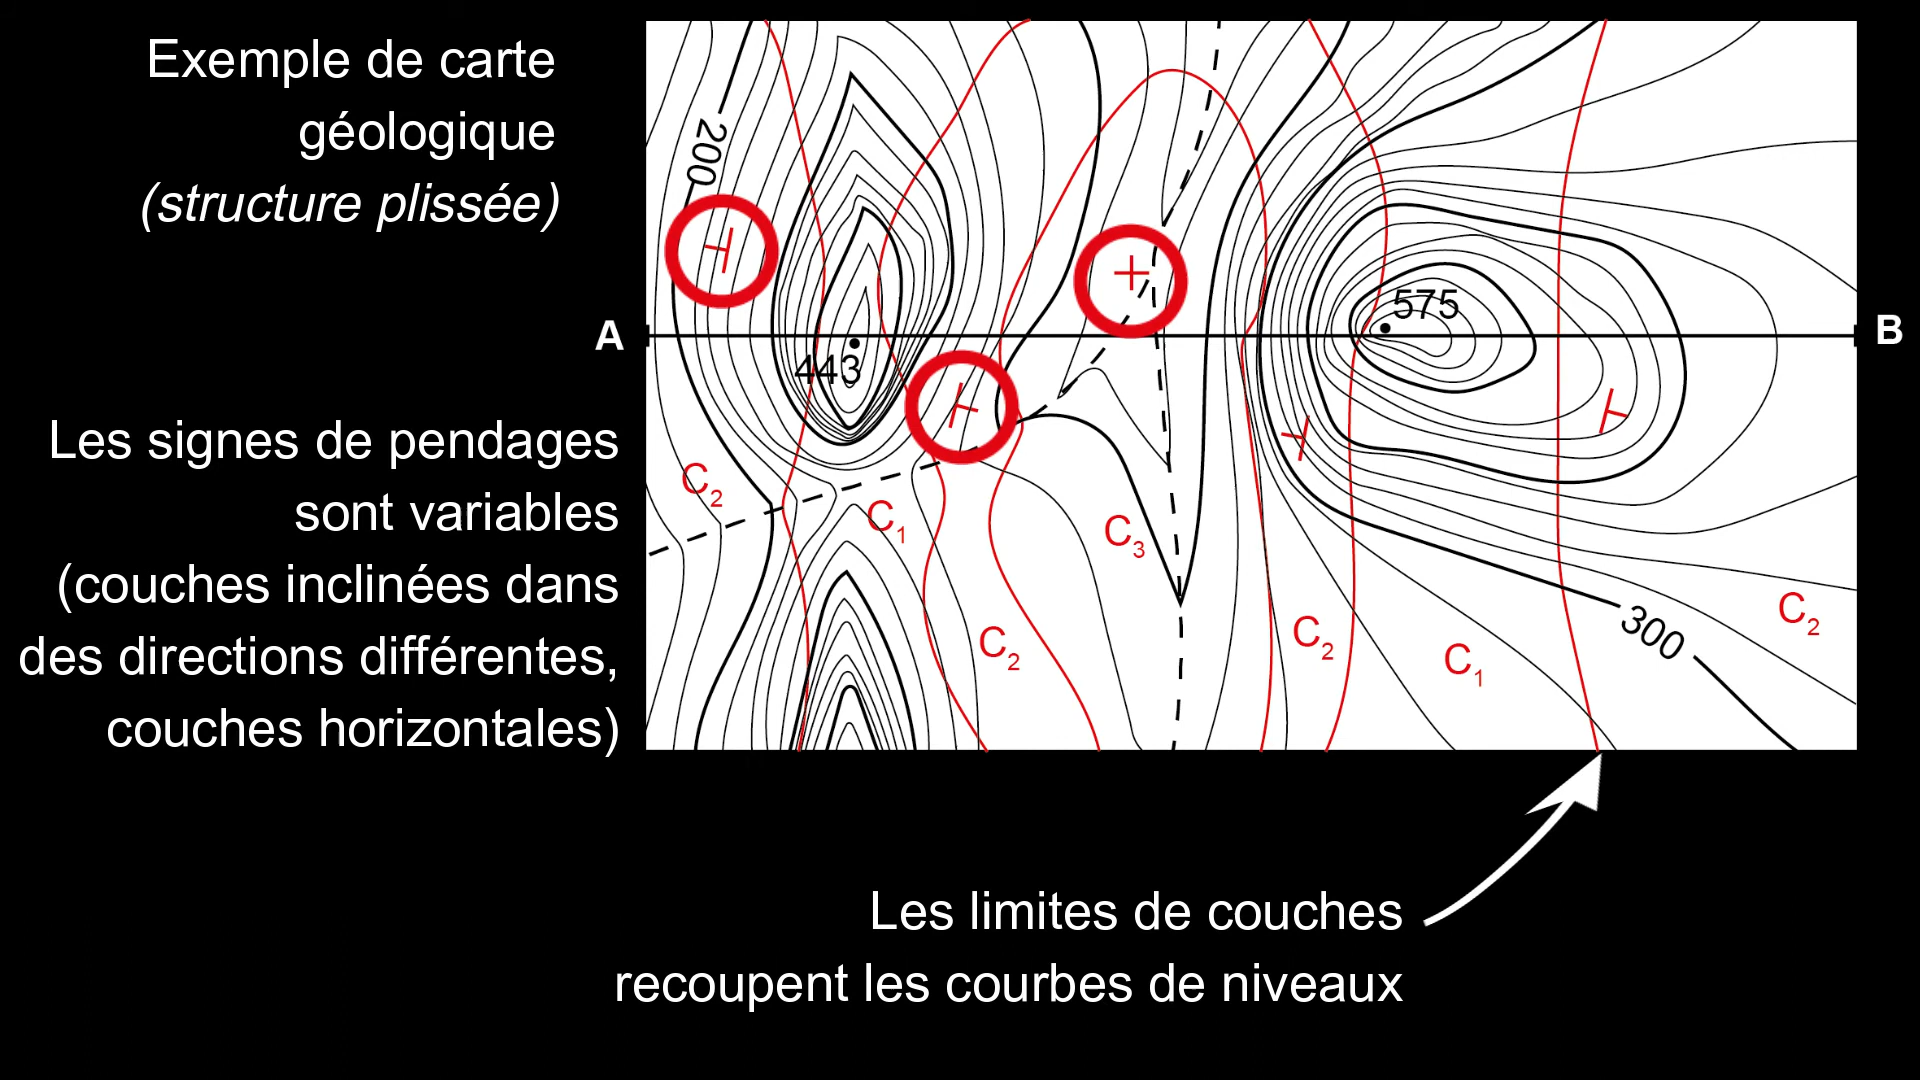 Exemple de carte
géologique
(structure plissée)
200
A
B
443
575
Les signes de pendages
sont variables
(couches inclinées dans
des directions différentes,
couches horizontales)
C2
C1
C3
C2
C2
C1
C2
300
Les limites de couches
recoupent les courbes de niveaux